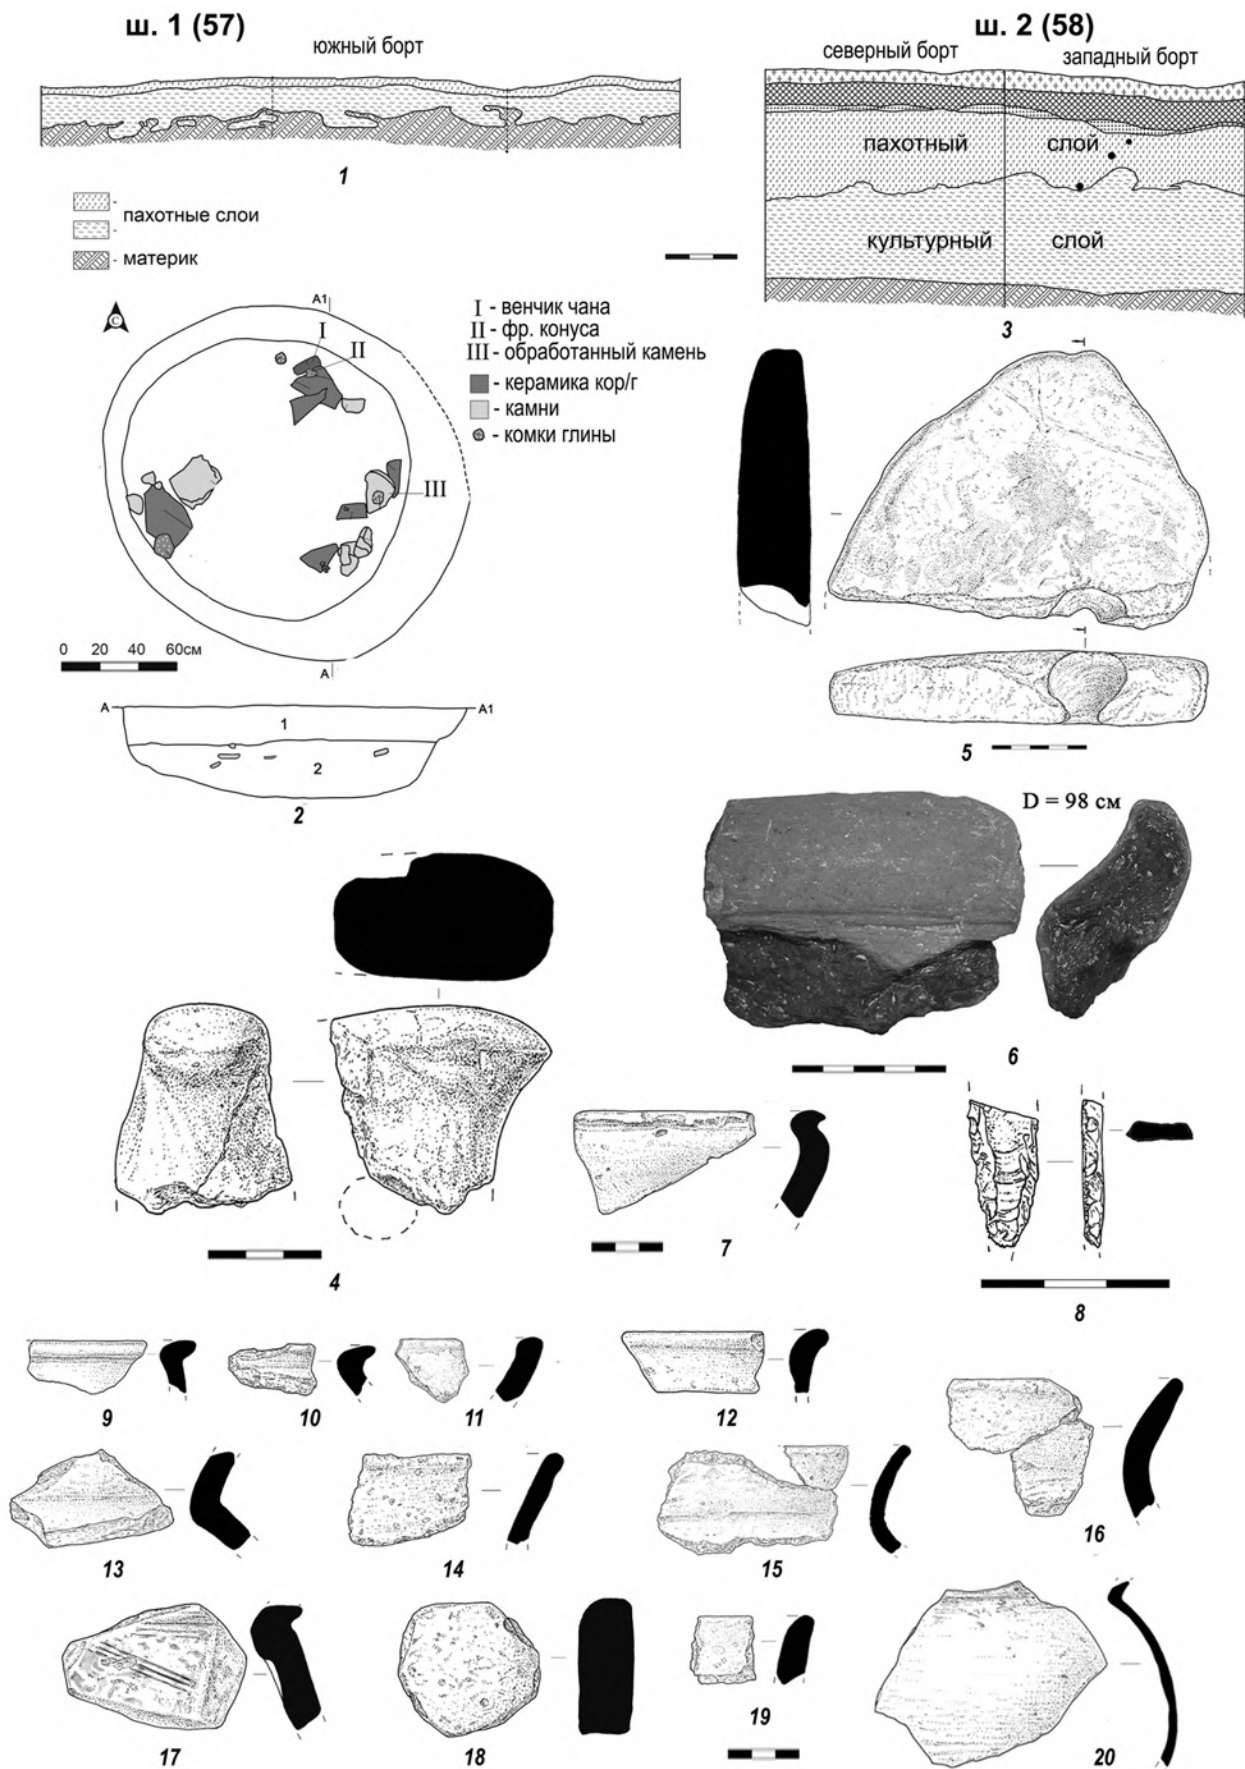 ш. 1 (57)
южный борт
1
- пахотные слои
-
- материк
ш. 2 (58)
северный борт
западный борт
пахотный слой
культурный слой
3
С
A1
I
II
III
A
0 20 40 60см
I - венчик чана
II - фр. конуса
III - обработанный камень
- керамика кор/г
- камни
- комки глины
A
A1
1
2
2
5
D = 98 см
6
4
7
8
9
10
11
12
13
14
15
16
17
18
19
20